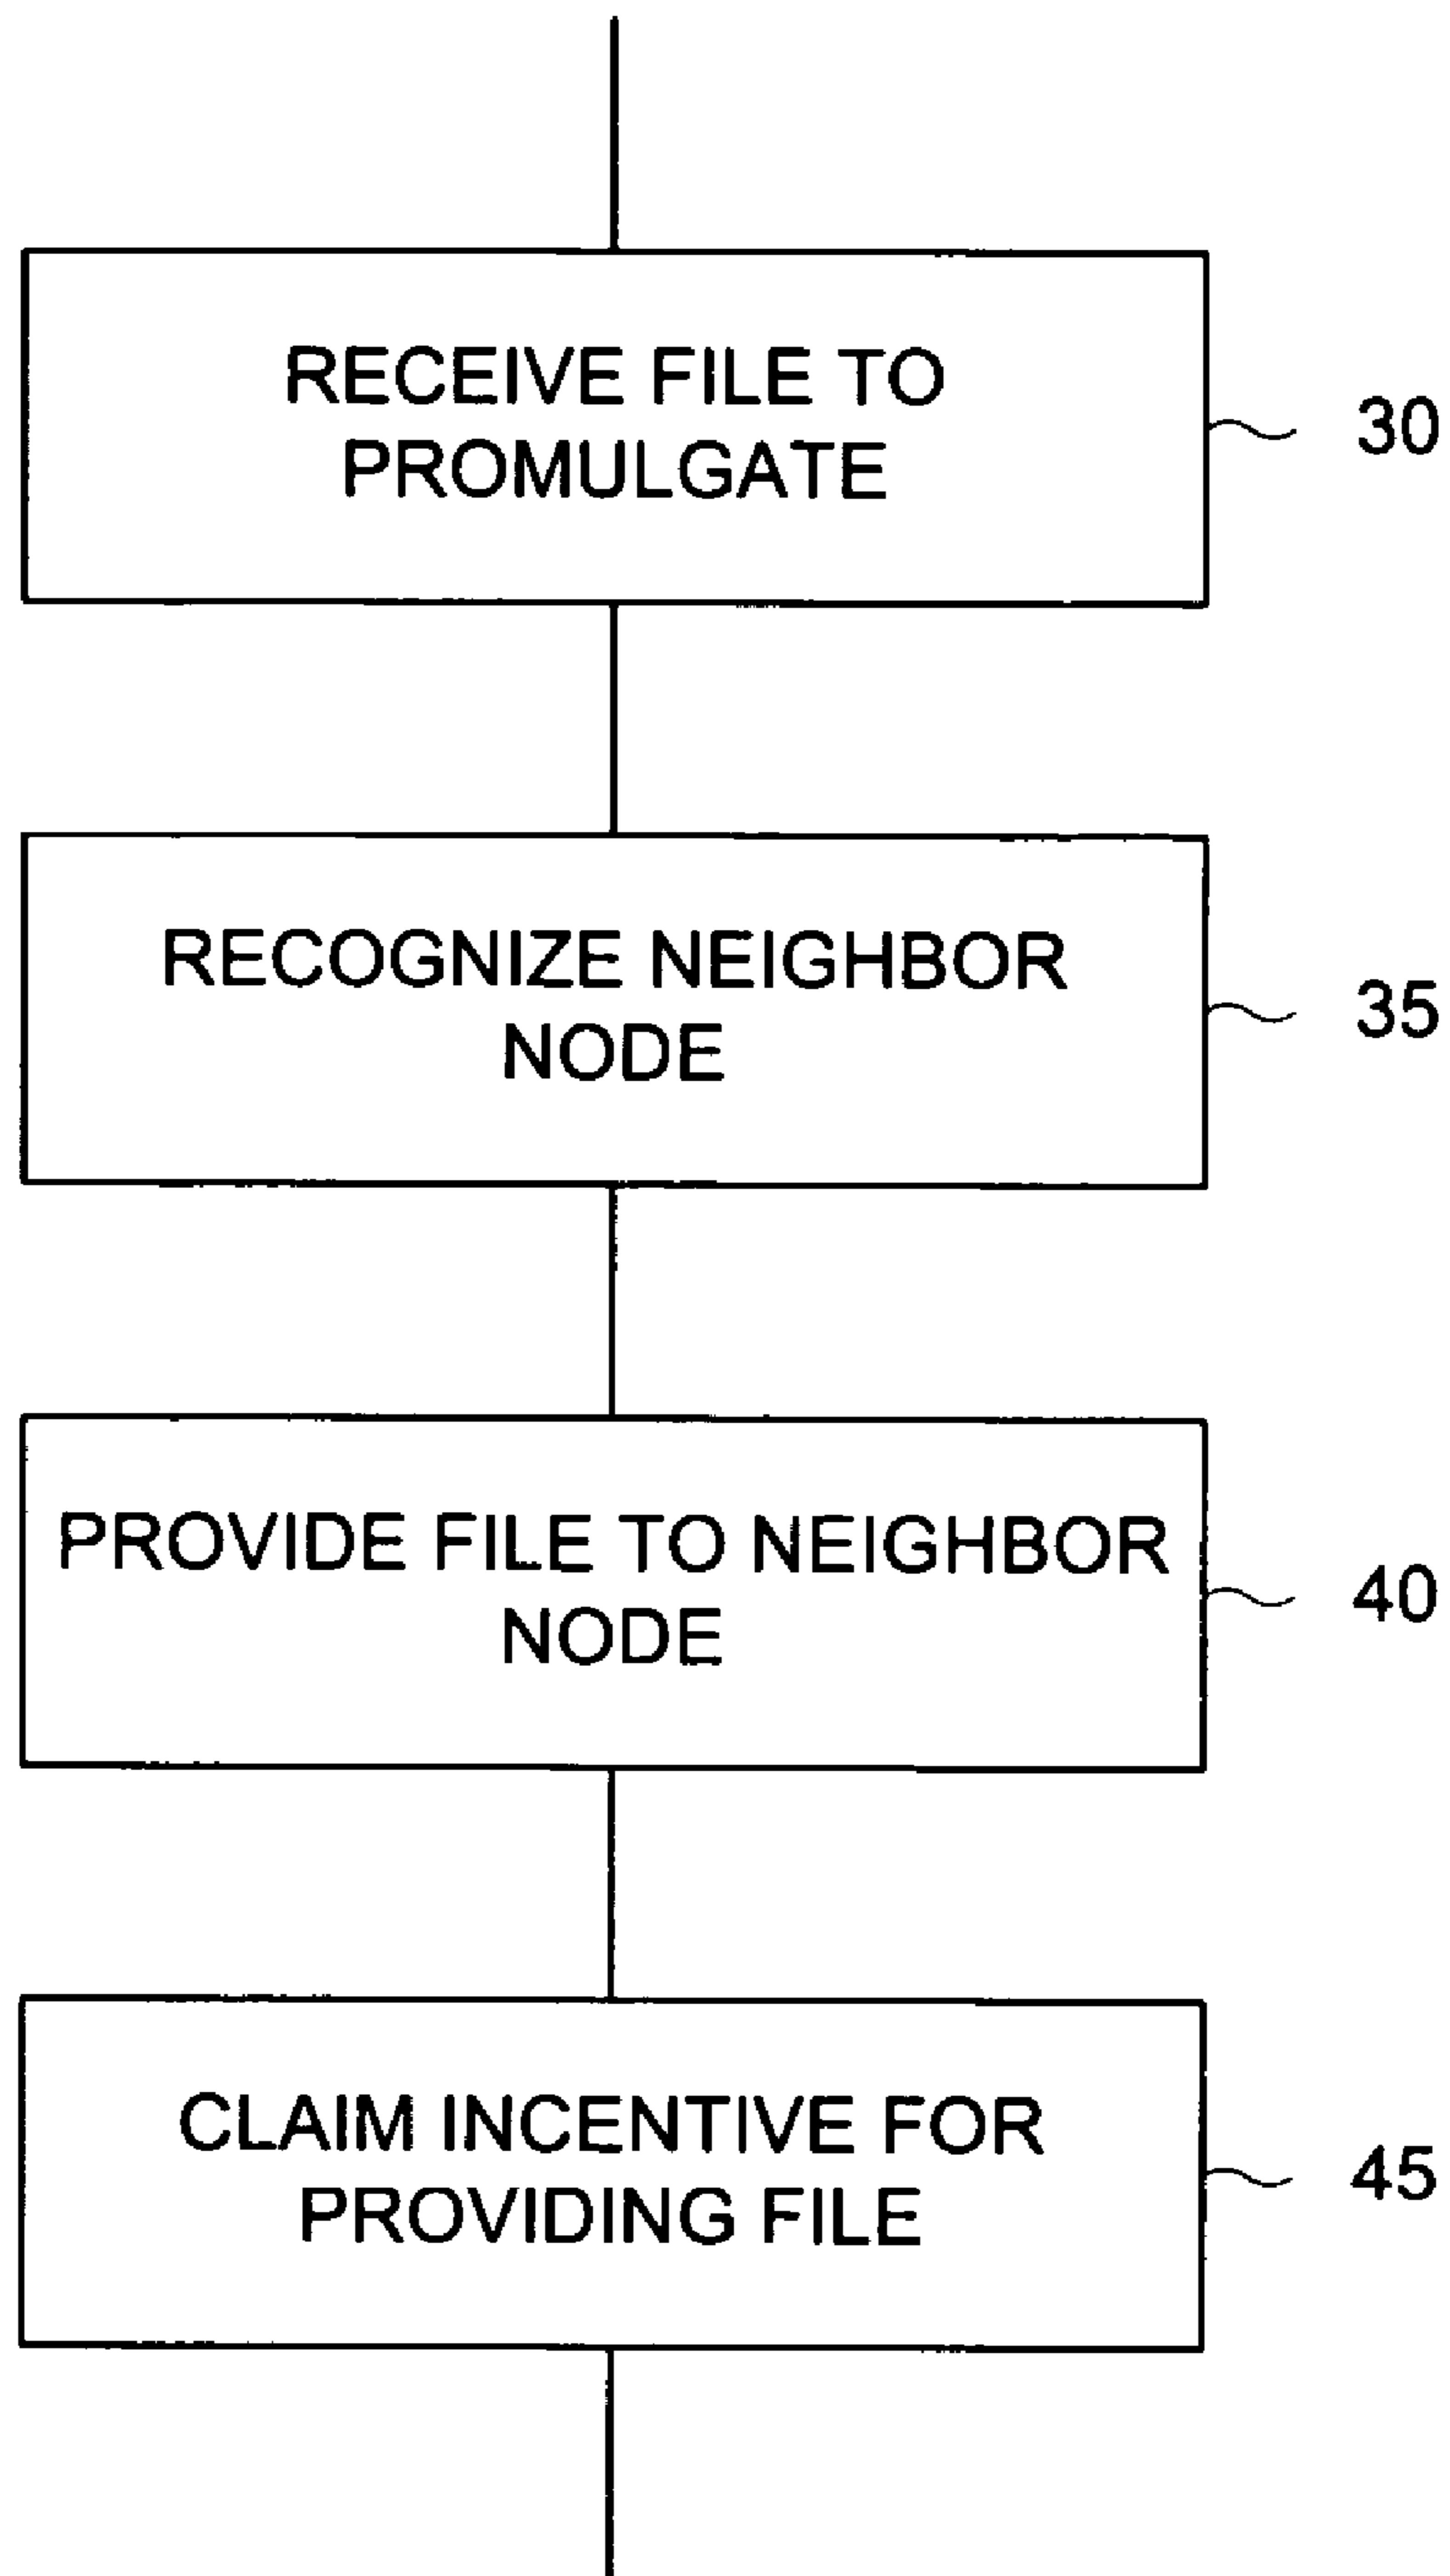 RECEIVE FILE TO
PROMULGATE
30
RECOGNIZE NEIGHBOR
NODE
35
PROVIDE FILE TO NEIGHBOR
NODE
40
CLAIM INCENTIVE FOR
PROVIDING FILE
45